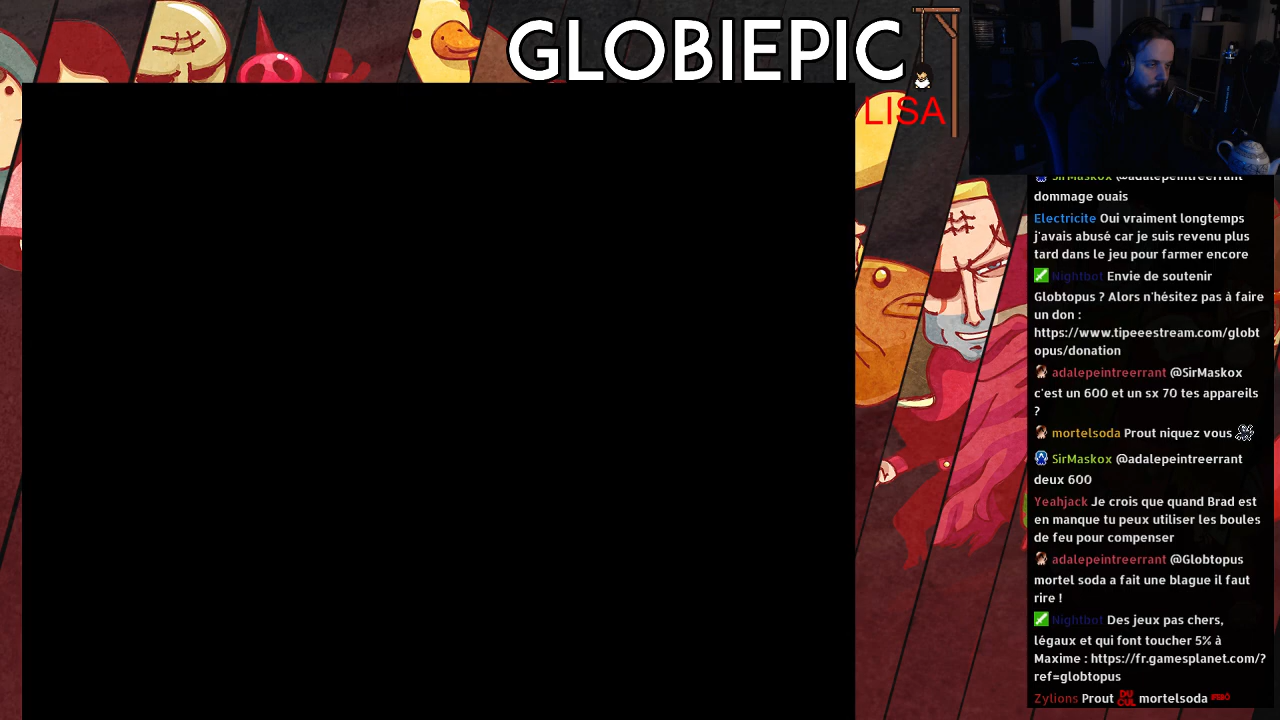 GLOBIEPIC
LISA
SirMaskox @adalepeintreerrant
dommage ouais
Electricite Oui vraiment longtemps
j'avais abusé car je suis revenu plus
tard dans le jeu pour farmer encore
Nightbot Envie de soutenir
Globtopus ? Alors n'hésitez pas à faire
un don :
https://www.tipeeestream.com/globt
opus/donation
adalepeintreerrant @SirMaskox
c'est un 600 et un sx 70 tes appareils
?
mortelsoda Prout niquez vous
SirMaskox @adalepeintreerrant
deux 600
Yeahjack Je crois que quand Brad est
en manque tu peux utiliser les boules
de feu pour compenser
adalepeintreerrant @Globtopus
mortel soda a fait une blague il faut
rire !
Nightbot Des jeux pas chers,
légaux et qui font toucher 5% à
Maxime : https://fr.gamesplanet.com/?
ref=globtopus
Zylions Prout DU CUL mortelsoda